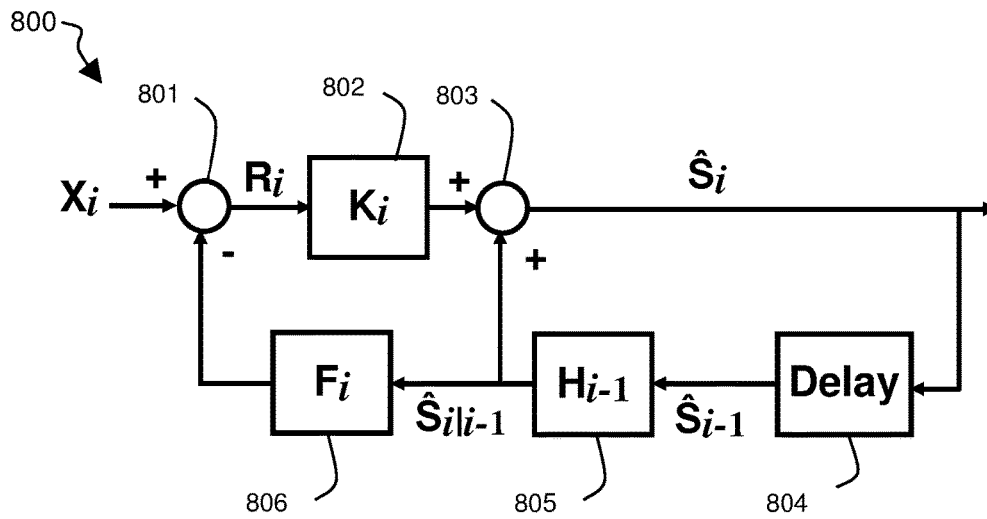 800
801
802
803
X𝑖
+
-
R𝑖
K𝑖
+
+
Ŝ𝑖
F𝑖
Ŝ𝑖|𝑖-1
H𝑖-1
Ŝ𝑖-1
Delay
806
805
804